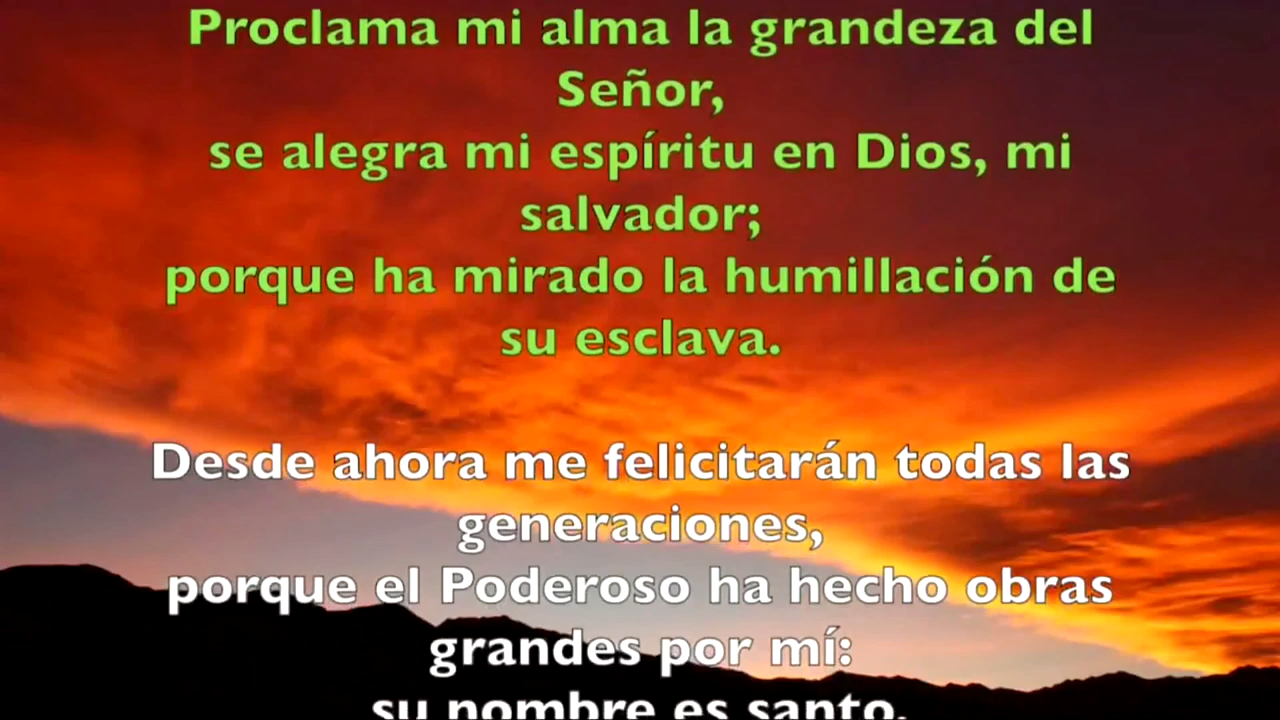 Proclama mi alma la grandeza del
Señor,
se alegra mi espíritu en Dios, mi
salvador;
porque ha mirado la humillación de
su esclava.
Desde ahora me felicitarán todas las
generaciones,
porque el Poderoso ha hecho obras
grandes por mí:
su nombre es santo.